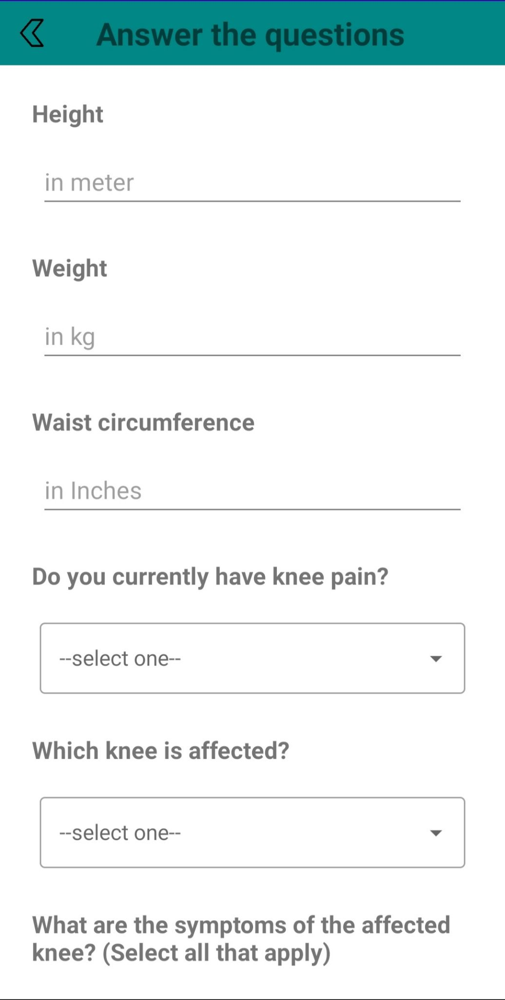 Answer the questions
Height
in meter
Weight
in kg
Waist circumference
in Inches
Do you currently have knee pain?
--select one--
Which knee is affected?
--select one--
What are the symptoms of the affected
knee? (Select all that apply)